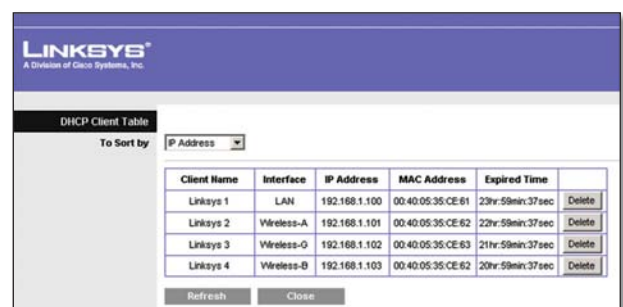 LINKSYS®
A Division of Cisco Systems, Inc.
DHCP Client Table
To Sort by IP Address
Client Name Interface IP Address MAC Address Expired Time
Linksys 1 LAN 192.168.1.100 00:40:05:35:CE:61 23hr:59min:37sec Delete
Linksys 2 Wireless-A 192.168.1.101 00:40:05:35:CE:62 22hr:59min:37sec Delete
Linksys 3 Wireless-G 192.168.1.102 00:40:05:35:CE:63 21hr:59min:37sec Delete
Linksys 4 Wireless-B 192.168.1.103 00:40:05:35:CE:62 20hr:59min:37sec Delete
Refresh Close